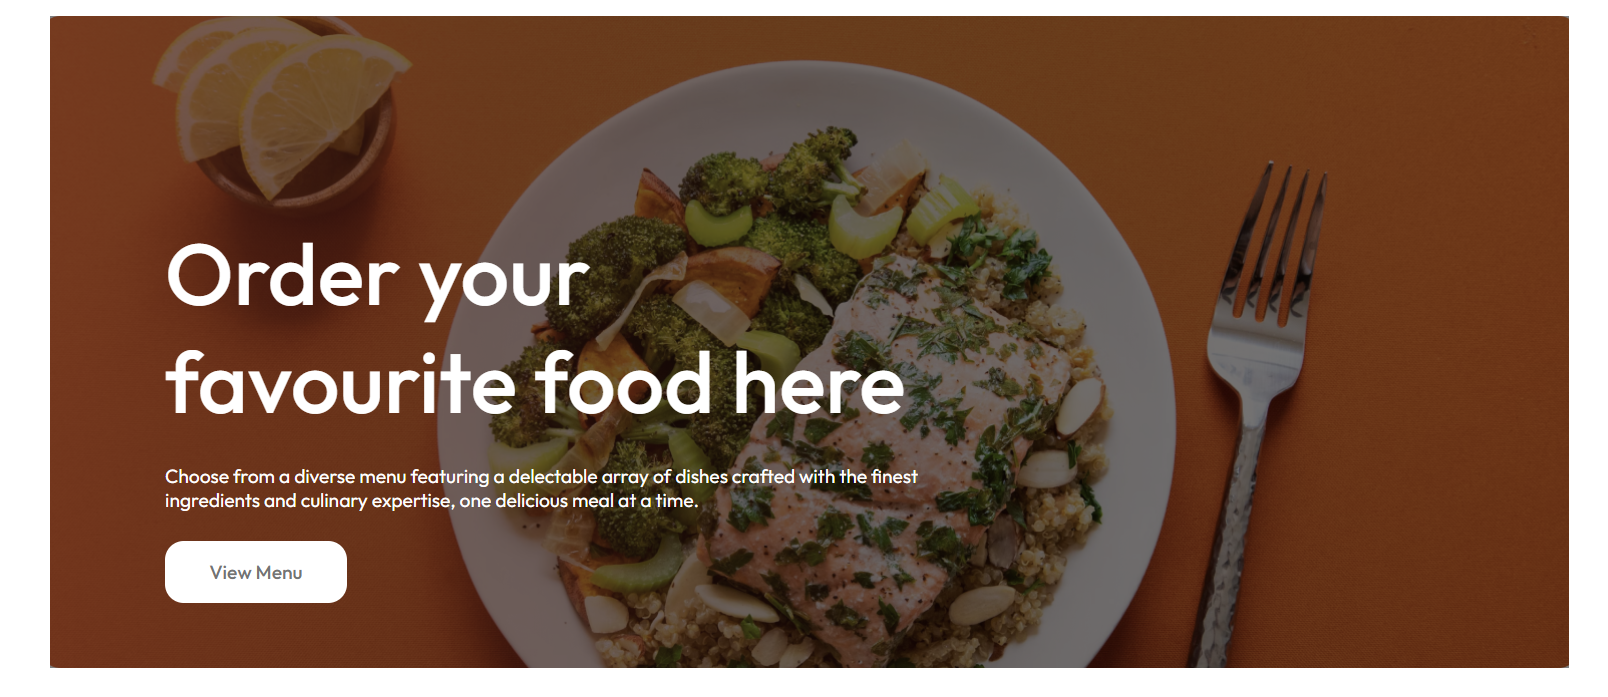 Order your
favourite food here
Choose from a diverse menu featuring a delectable array of dishes crafted with the finest
ingredients and culinary expertise, one delicious meal at a time.
View Menu